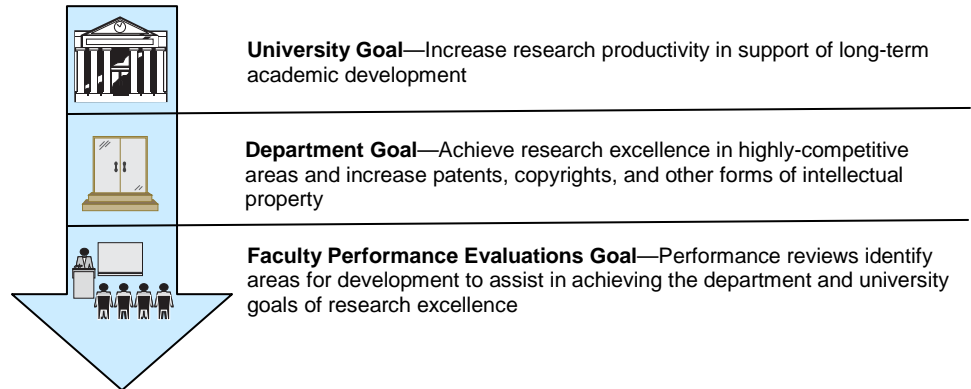 University Goal—Increase research productivity in support of long-term
academic development
Department Goal—Achieve research excellence in highly-competitive
areas and increase patents, copyrights, and other forms of intellectual
property
Faculty Performance Evaluations Goal—Performance reviews identify
areas for development to assist in achieving the department and university
goals of research excellence